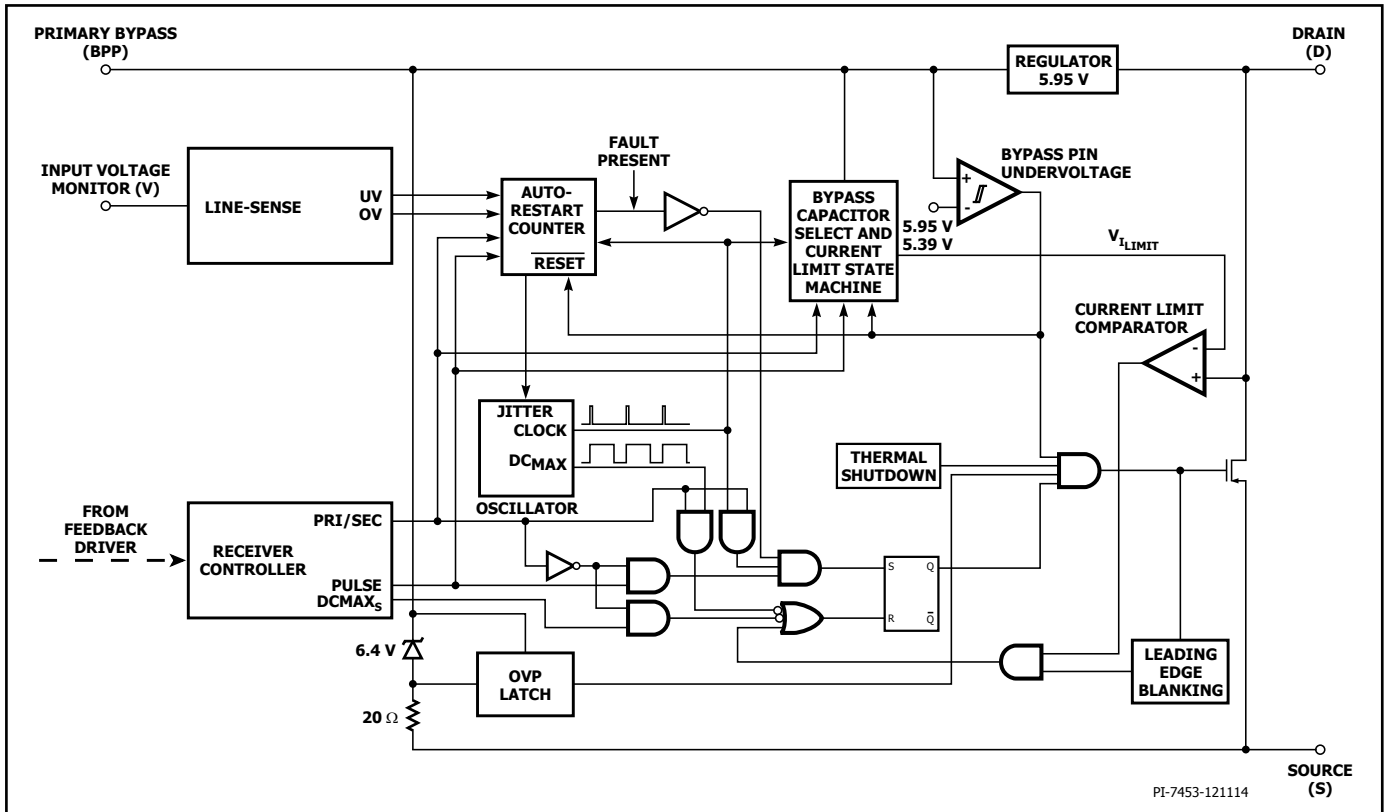 PRIMARY BYPASS
(BPP)
DRAIN
(D)
REGULATOR
5.95 V
INPUT VOLTAGE
MONITOR (V)
LINE-SENSE
UV
OV
AUTO-
RESTART
COUNTER
RESET
FAULT
PRESENT
BYPASS
CAPACITOR
SELECT AND
CURRENT
LIMIT STATE
MACHINE
+
-
BYPASS PIN
UNDERVOLTAGE
5.95 V
5.39 V
VILIMIT
CURRENT LIMIT
COMPARATOR
-
+
JITTER
CLOCK
DCMAX
OSCILLATOR
THERMAL
SHUTDOWN
FROM
FEEDBACK
DRIVER
RECEIVER
CONTROLLER
PRI/SEC
PULSE
DCMAXS
S
Q
R
Q
6.4 V
OVP
LATCH
20 Ω
LEADING
EDGE
BLANKING
SOURCE
(S)
PI-7453-121114